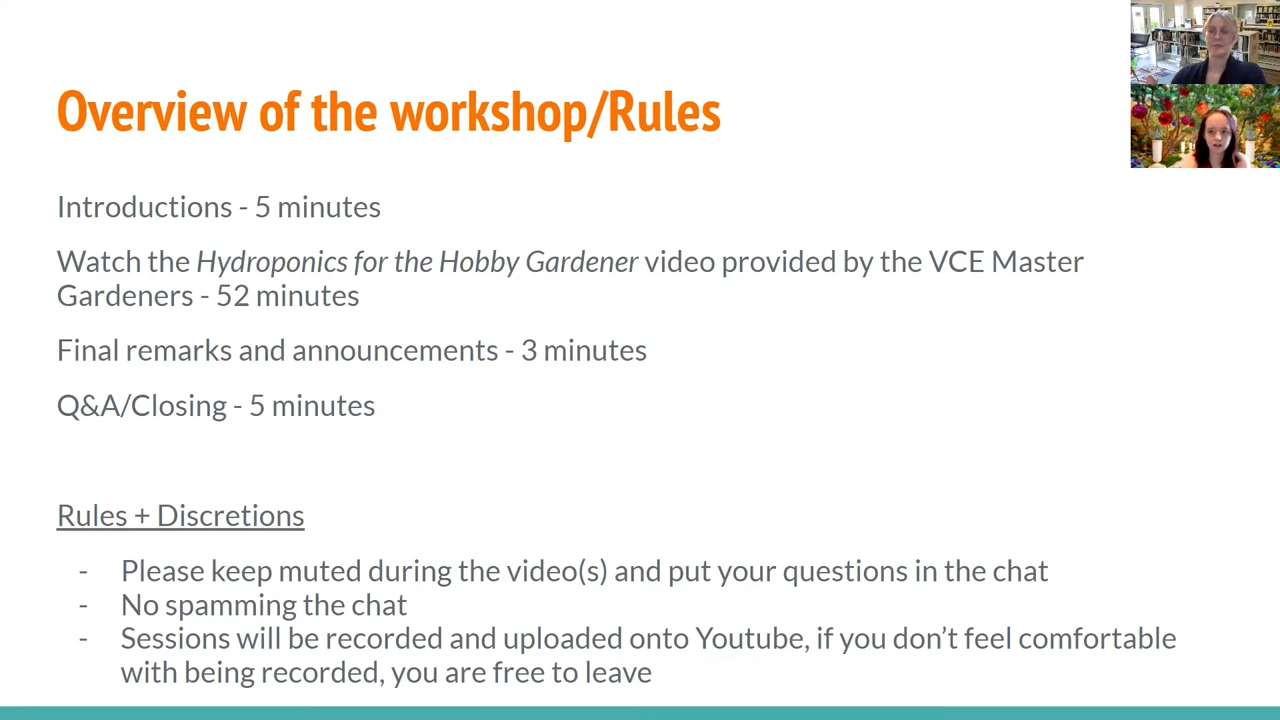 Overview of the workshop/Rules
Introductions - 5 minutes
Watch the Hydroponics for the Hobby Gardener video provided by the VCE Master
Gardeners - 52 minutes
Final remarks and announcements - 3 minutes
Q&A/Closing - 5 minutes
Rules + Discretions
- Please keep muted during the video(s) and put your questions in the chat
- No spamming the chat
- Sessions will be recorded and uploaded onto Youtube, if you don’t feel comfortable
with being recorded, you are free to leave